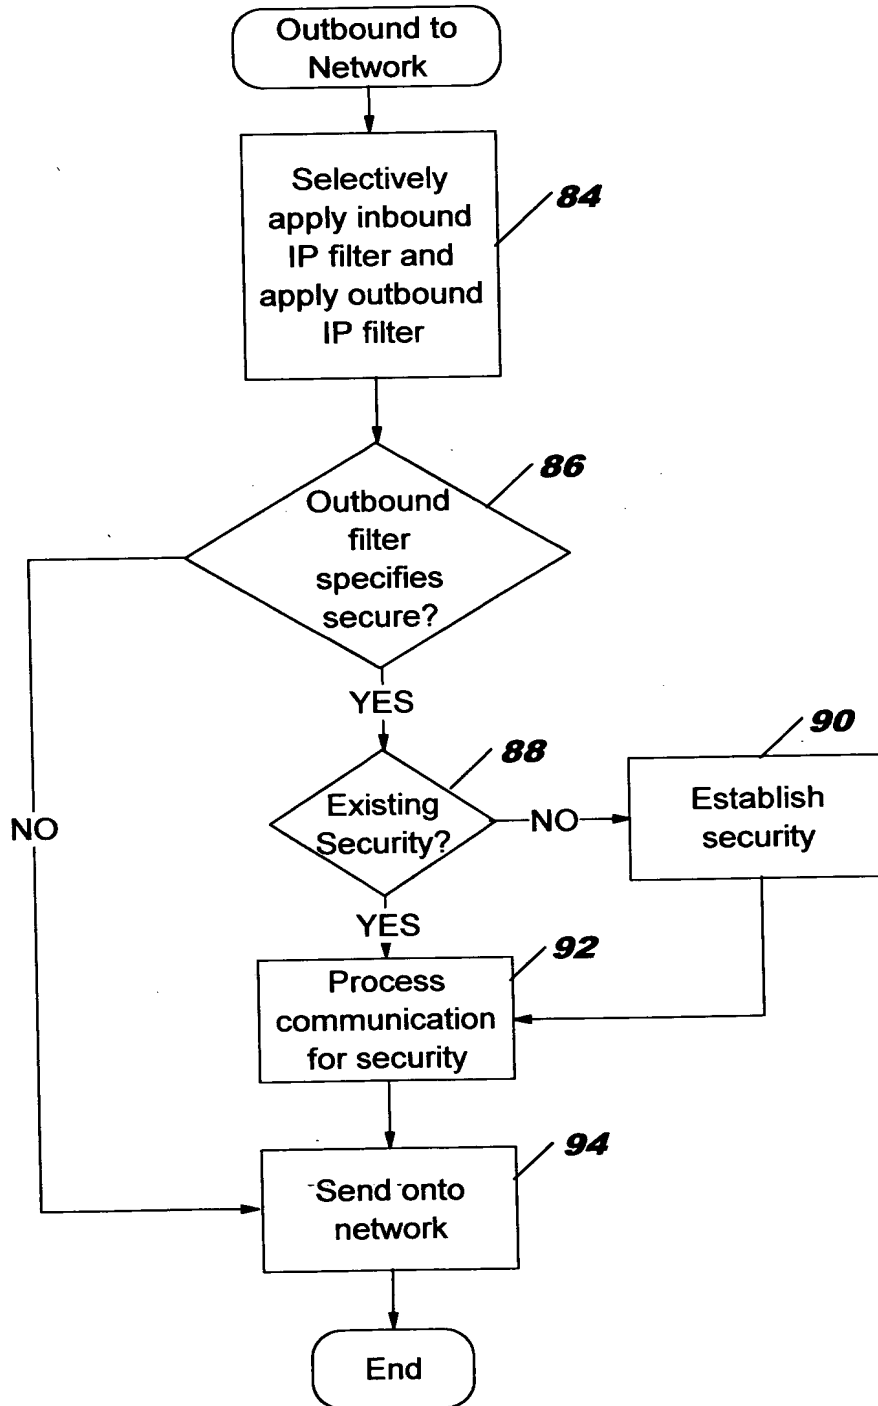 Outbound to
Network
Selectively
apply inbound
IP filter and
apply outbound
IP filter
84
Outbound
filter
specifies
secure?
86
YES
NO
Existing
Security?
88
NO
Establish
security
90
YES
Process
communication
for security
92
Send onto
network
94
End